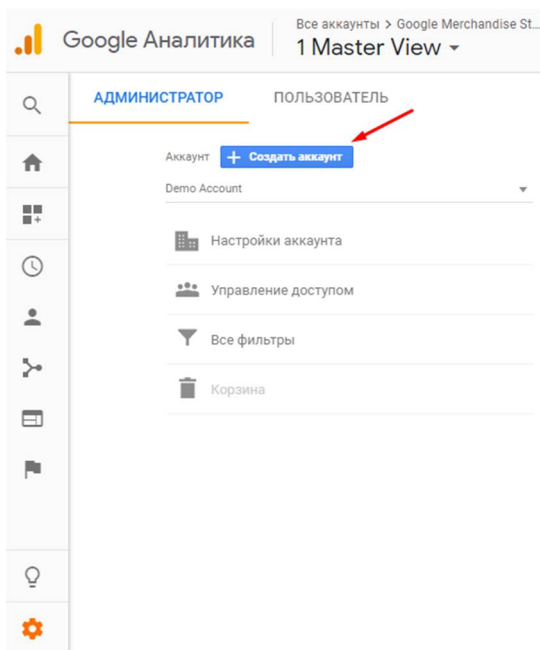 Google Аналитика
Все аккаунты > Google Merchandise St...
1 Master View
АДМИНИСТРАТОР ПОЛЬЗОВАТЕЛЬ
Аккаунт + Создать аккаунт
Demo Account
Настройки аккаунта
Управление доступом
Все фильтры
Корзина